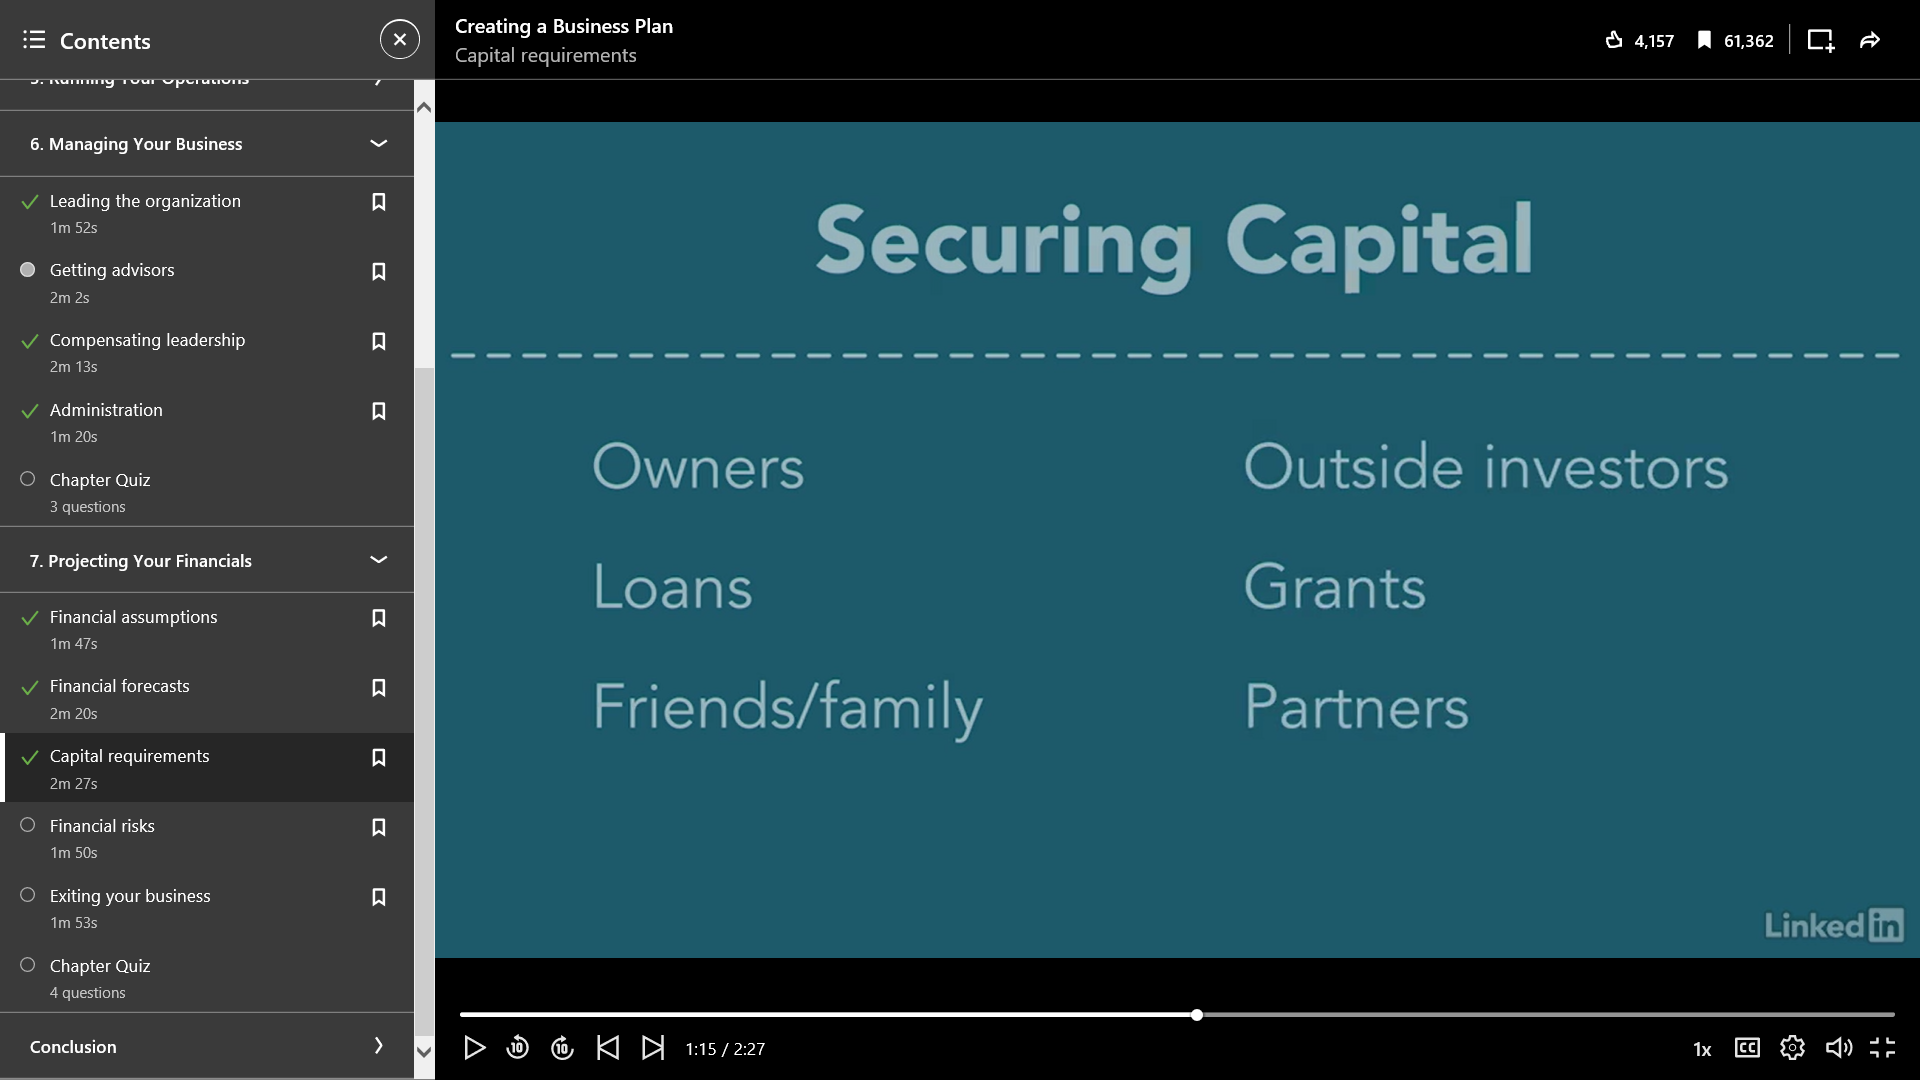 Contents
Creating a Business Plan
Capital requirements
4,157
61,362
5. Running Your Operations
6. Managing Your Business
Leading the organization
1m 52s
Getting advisors
2m 2s
Compensating leadership
2m 13s
Administration
1m 20s
Chapter Quiz
3 questions
7. Projecting Your Financials
Financial assumptions
1m 47s
Financial forecasts
2m 20s
Capital requirements
2m 27s
Financial risks
1m 50s
Exiting your business
1m 53s
Chapter Quiz
4 questions
Conclusion
Securing Capital
Owners
Outside investors
Loans
Grants
Friends/family
Partners
Linked in
10
10
1:15 / 2:27
1x
CC